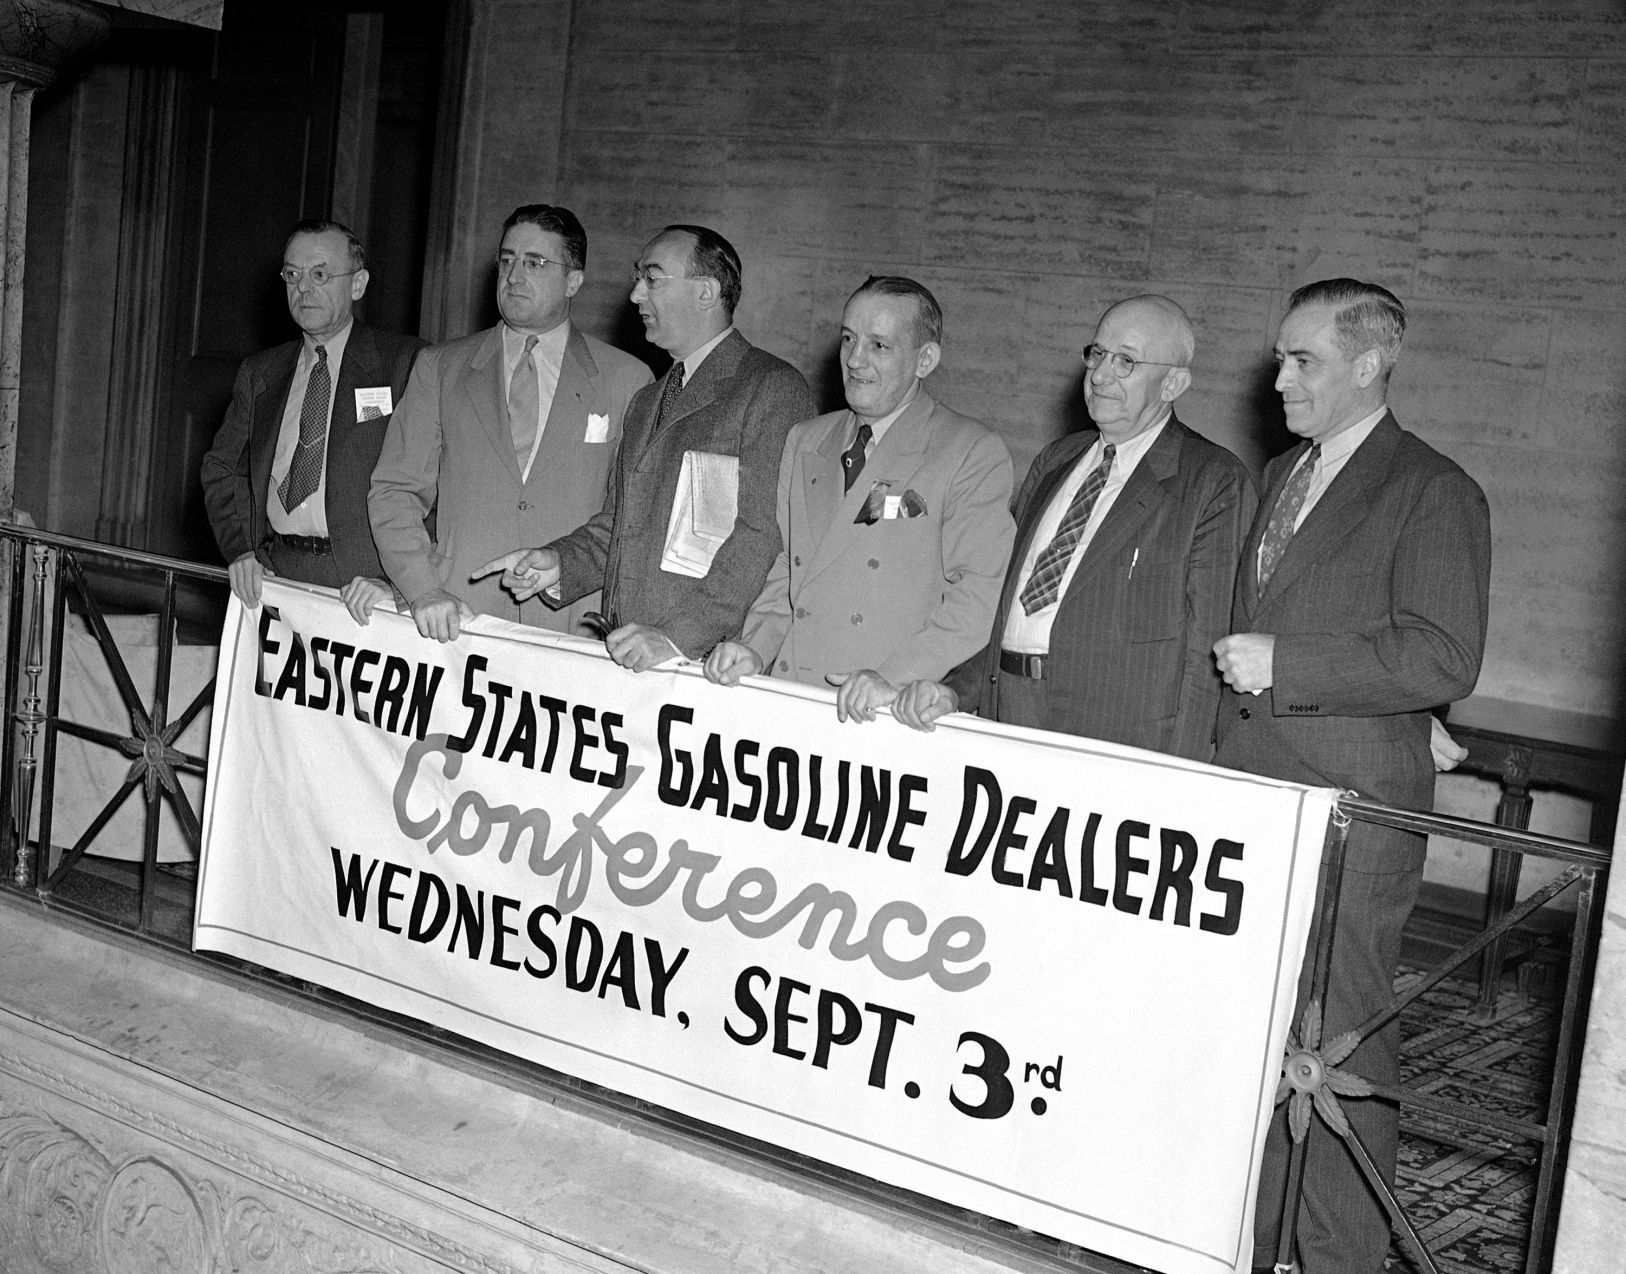 EASTERN STATES GASOLINE DEALERS
Conference
WEDNESDAY, SEPT. 3rd.